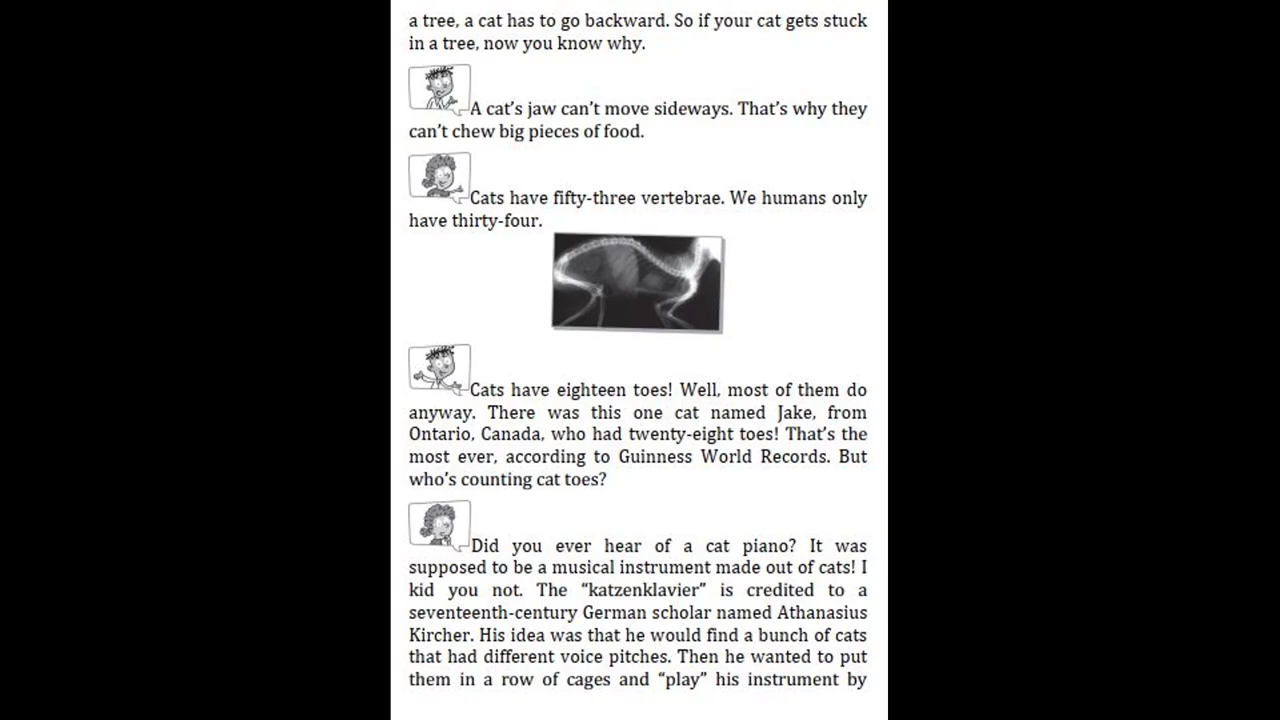 a tree, a cat has to go backward. So if your cat gets stuck
in a tree, now you know why.
A cat’s jaw can’t move sideways. That’s why they
can’t chew big pieces of food.
Cats have fifty-three vertebrae. We humans only
have thirty-four.
Cats have eighteen toes! Well, most of them do
anyway. There was this one cat named Jake, from
Ontario, Canada, who had twenty-eight toes! That’s the
most ever, according to Guinness World Records. But
who’s counting cat toes?
Did you ever hear of a cat piano? It was
supposed to be a musical instrument made out of cats! I
kid you not. The “katzenklavier” is credited to a
seventeenth-century German scholar named Athanasius
Kircher. His idea was that he would find a bunch of cats
that had different voice pitches. Then he wanted to put
them in a row of cages and “play” his instrument by